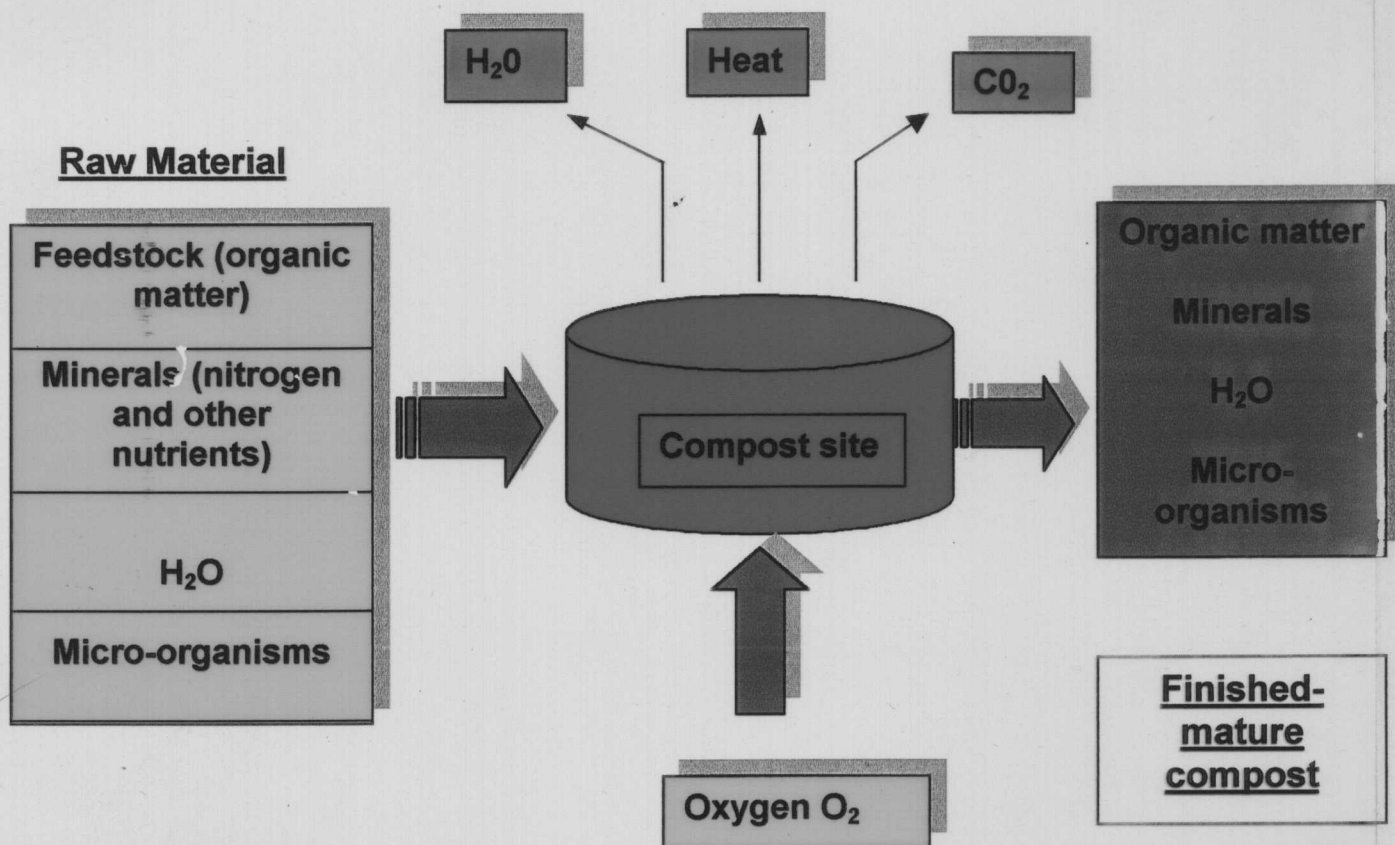 H₂0
Heat
C0₂
Raw Material
Feedstock (organic
matter)
Minerals (nitrogen
and other
nutrients)
H₂O
Micro-organisms
Compost site
Oxygen O₂
Organic matter
Minerals
H₂O
Micro-
organisms
Finished-
mature
compost